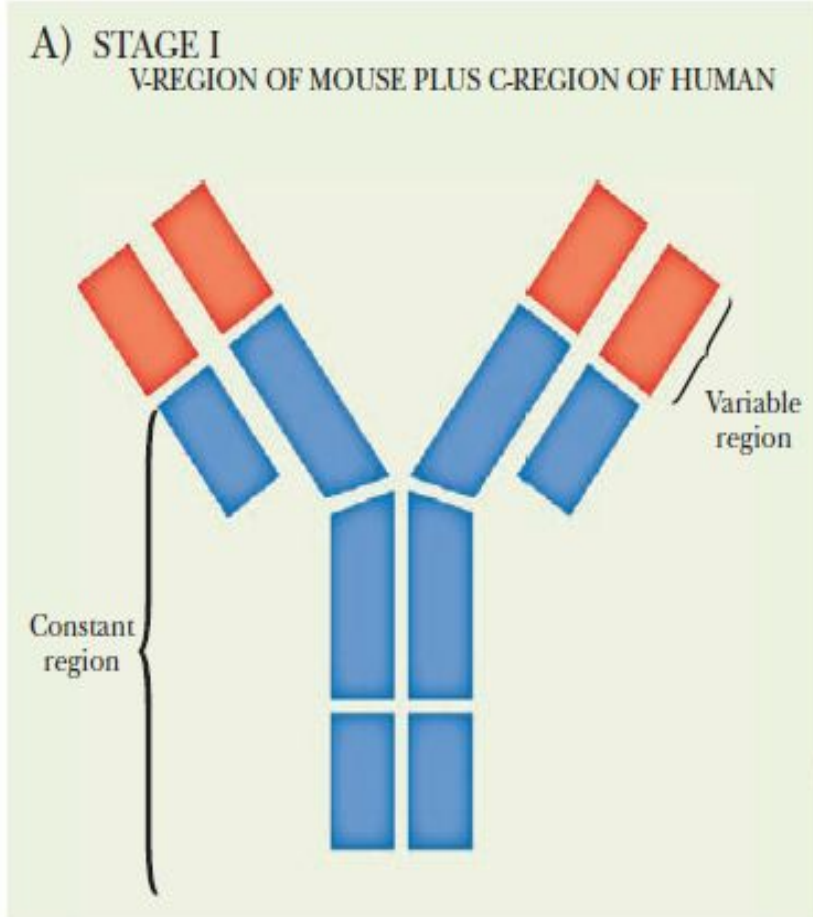 A) STAGE I
V-REGION OF MOUSE PLUS C-REGION OF HUMAN
Variable
region
Constant
region